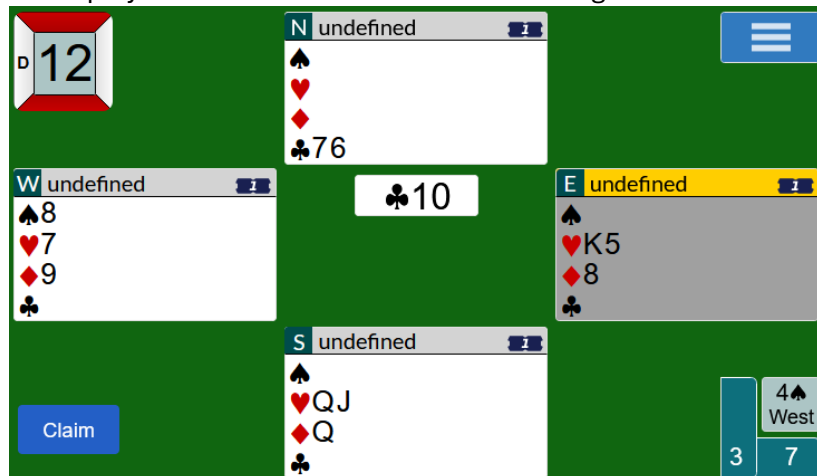 N undefined i
D 12
♠
♥
♦
♣76
W undefined i
♠8
♥7
♦9
♣
♣10
E undefined i
♠
♥K5
♦8
♣
S undefined i
♠
♥QJ
♦Q
♣
Claim
4♠
West
3 7